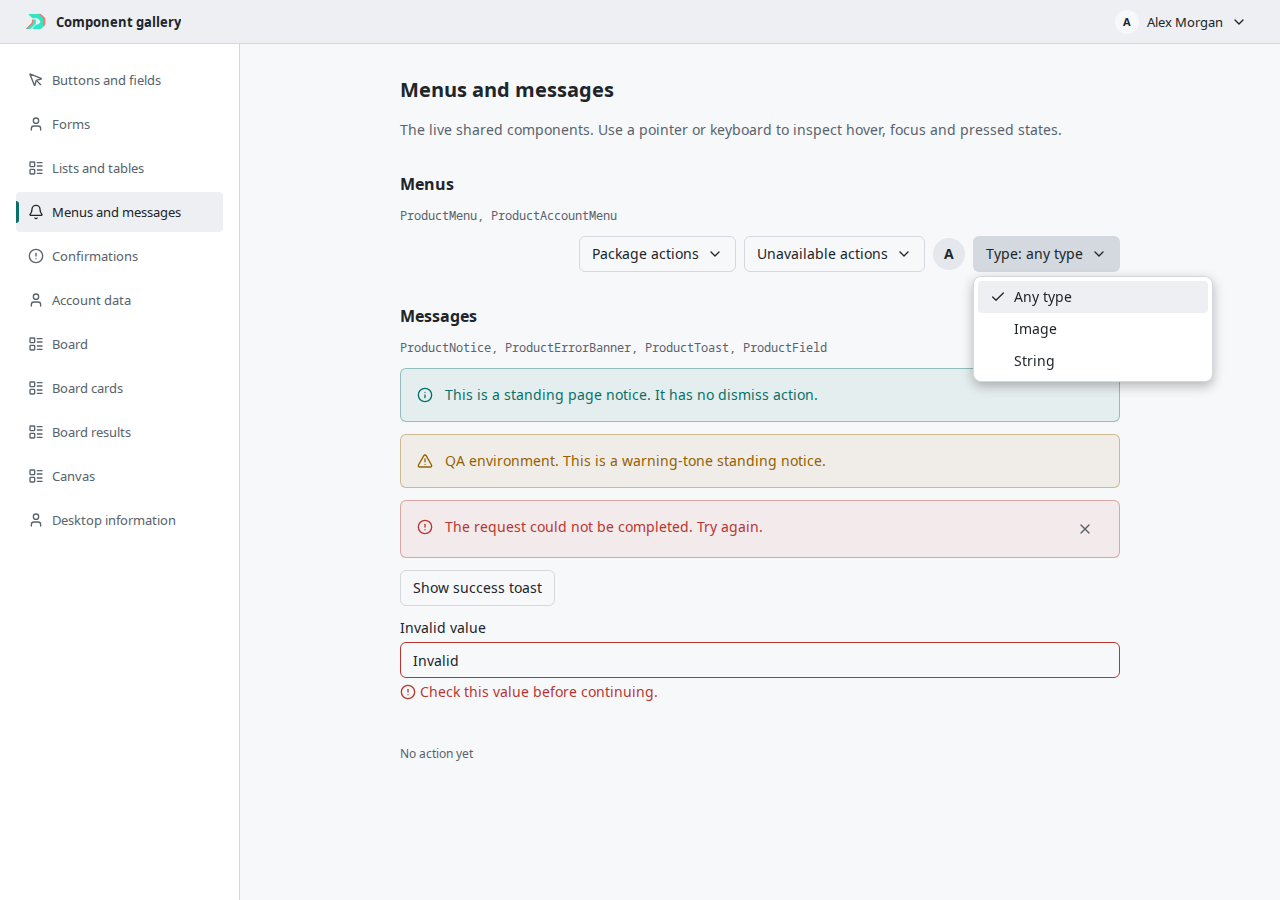 Component gallery
A
Alex Morgan
Buttons and fields
Forms
Lists and tables
Menus and messages
Confirmations
Account data
Board
Board cards
Board results
Canvas
Desktop information
Menus and messages
The live shared components. Use a pointer or keyboard to inspect hover, focus and pressed states.
Menus
ProductMenu, ProductAccountMenu
Package actions
Unavailable actions
A
Type: any type
Any type
Image
String
Messages
ProductNotice, ProductErrorBanner, ProductToast, ProductField
This is a standing page notice. It has no dismiss action.
QA environment. This is a warning-tone standing notice.
The request could not be completed. Try again.
Show success toast
Invalid value
Invalid
Check this value before continuing.
No action yet